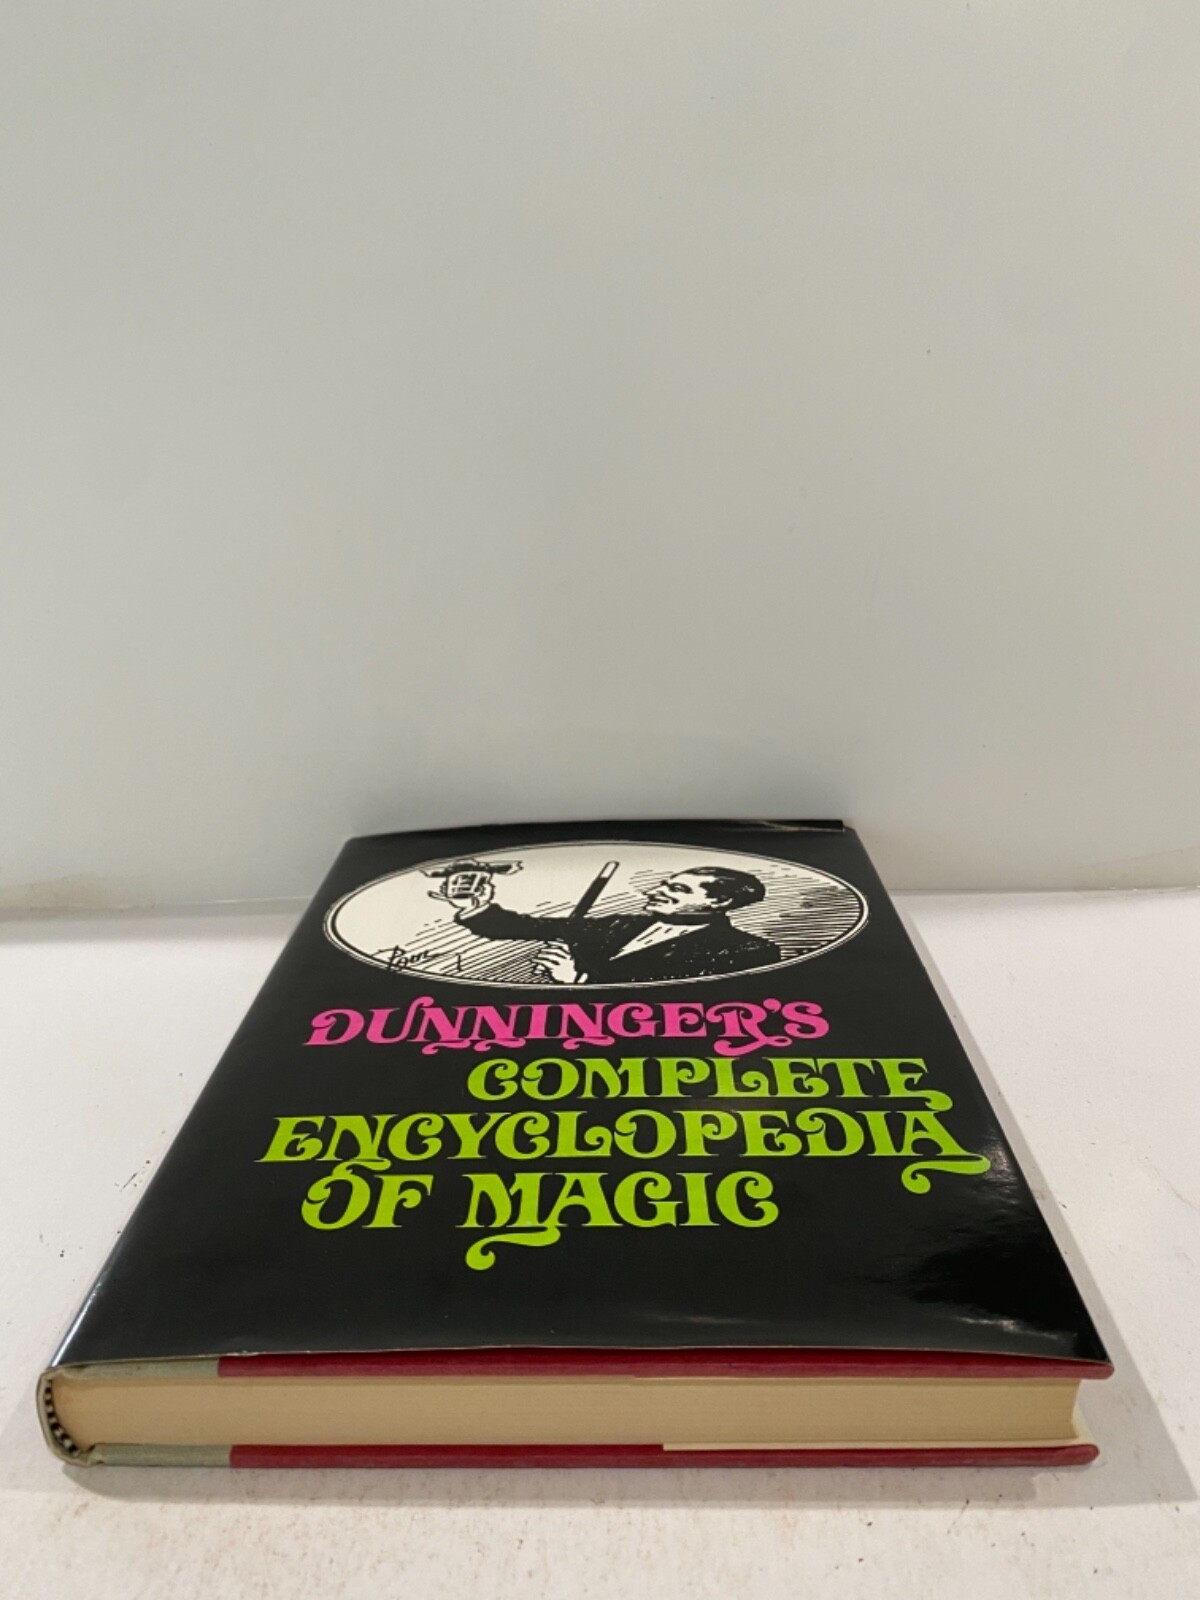 DUNNINGER'S
COMPLETE
ENCYCLOPEDIA
OF MAGIC